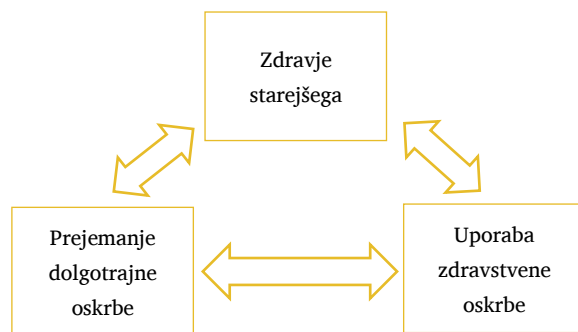 Zdravje
starejšega
Prejemanje
dolgotrajne
oskrbe
Uporaba
zdravstvene
oskrbe